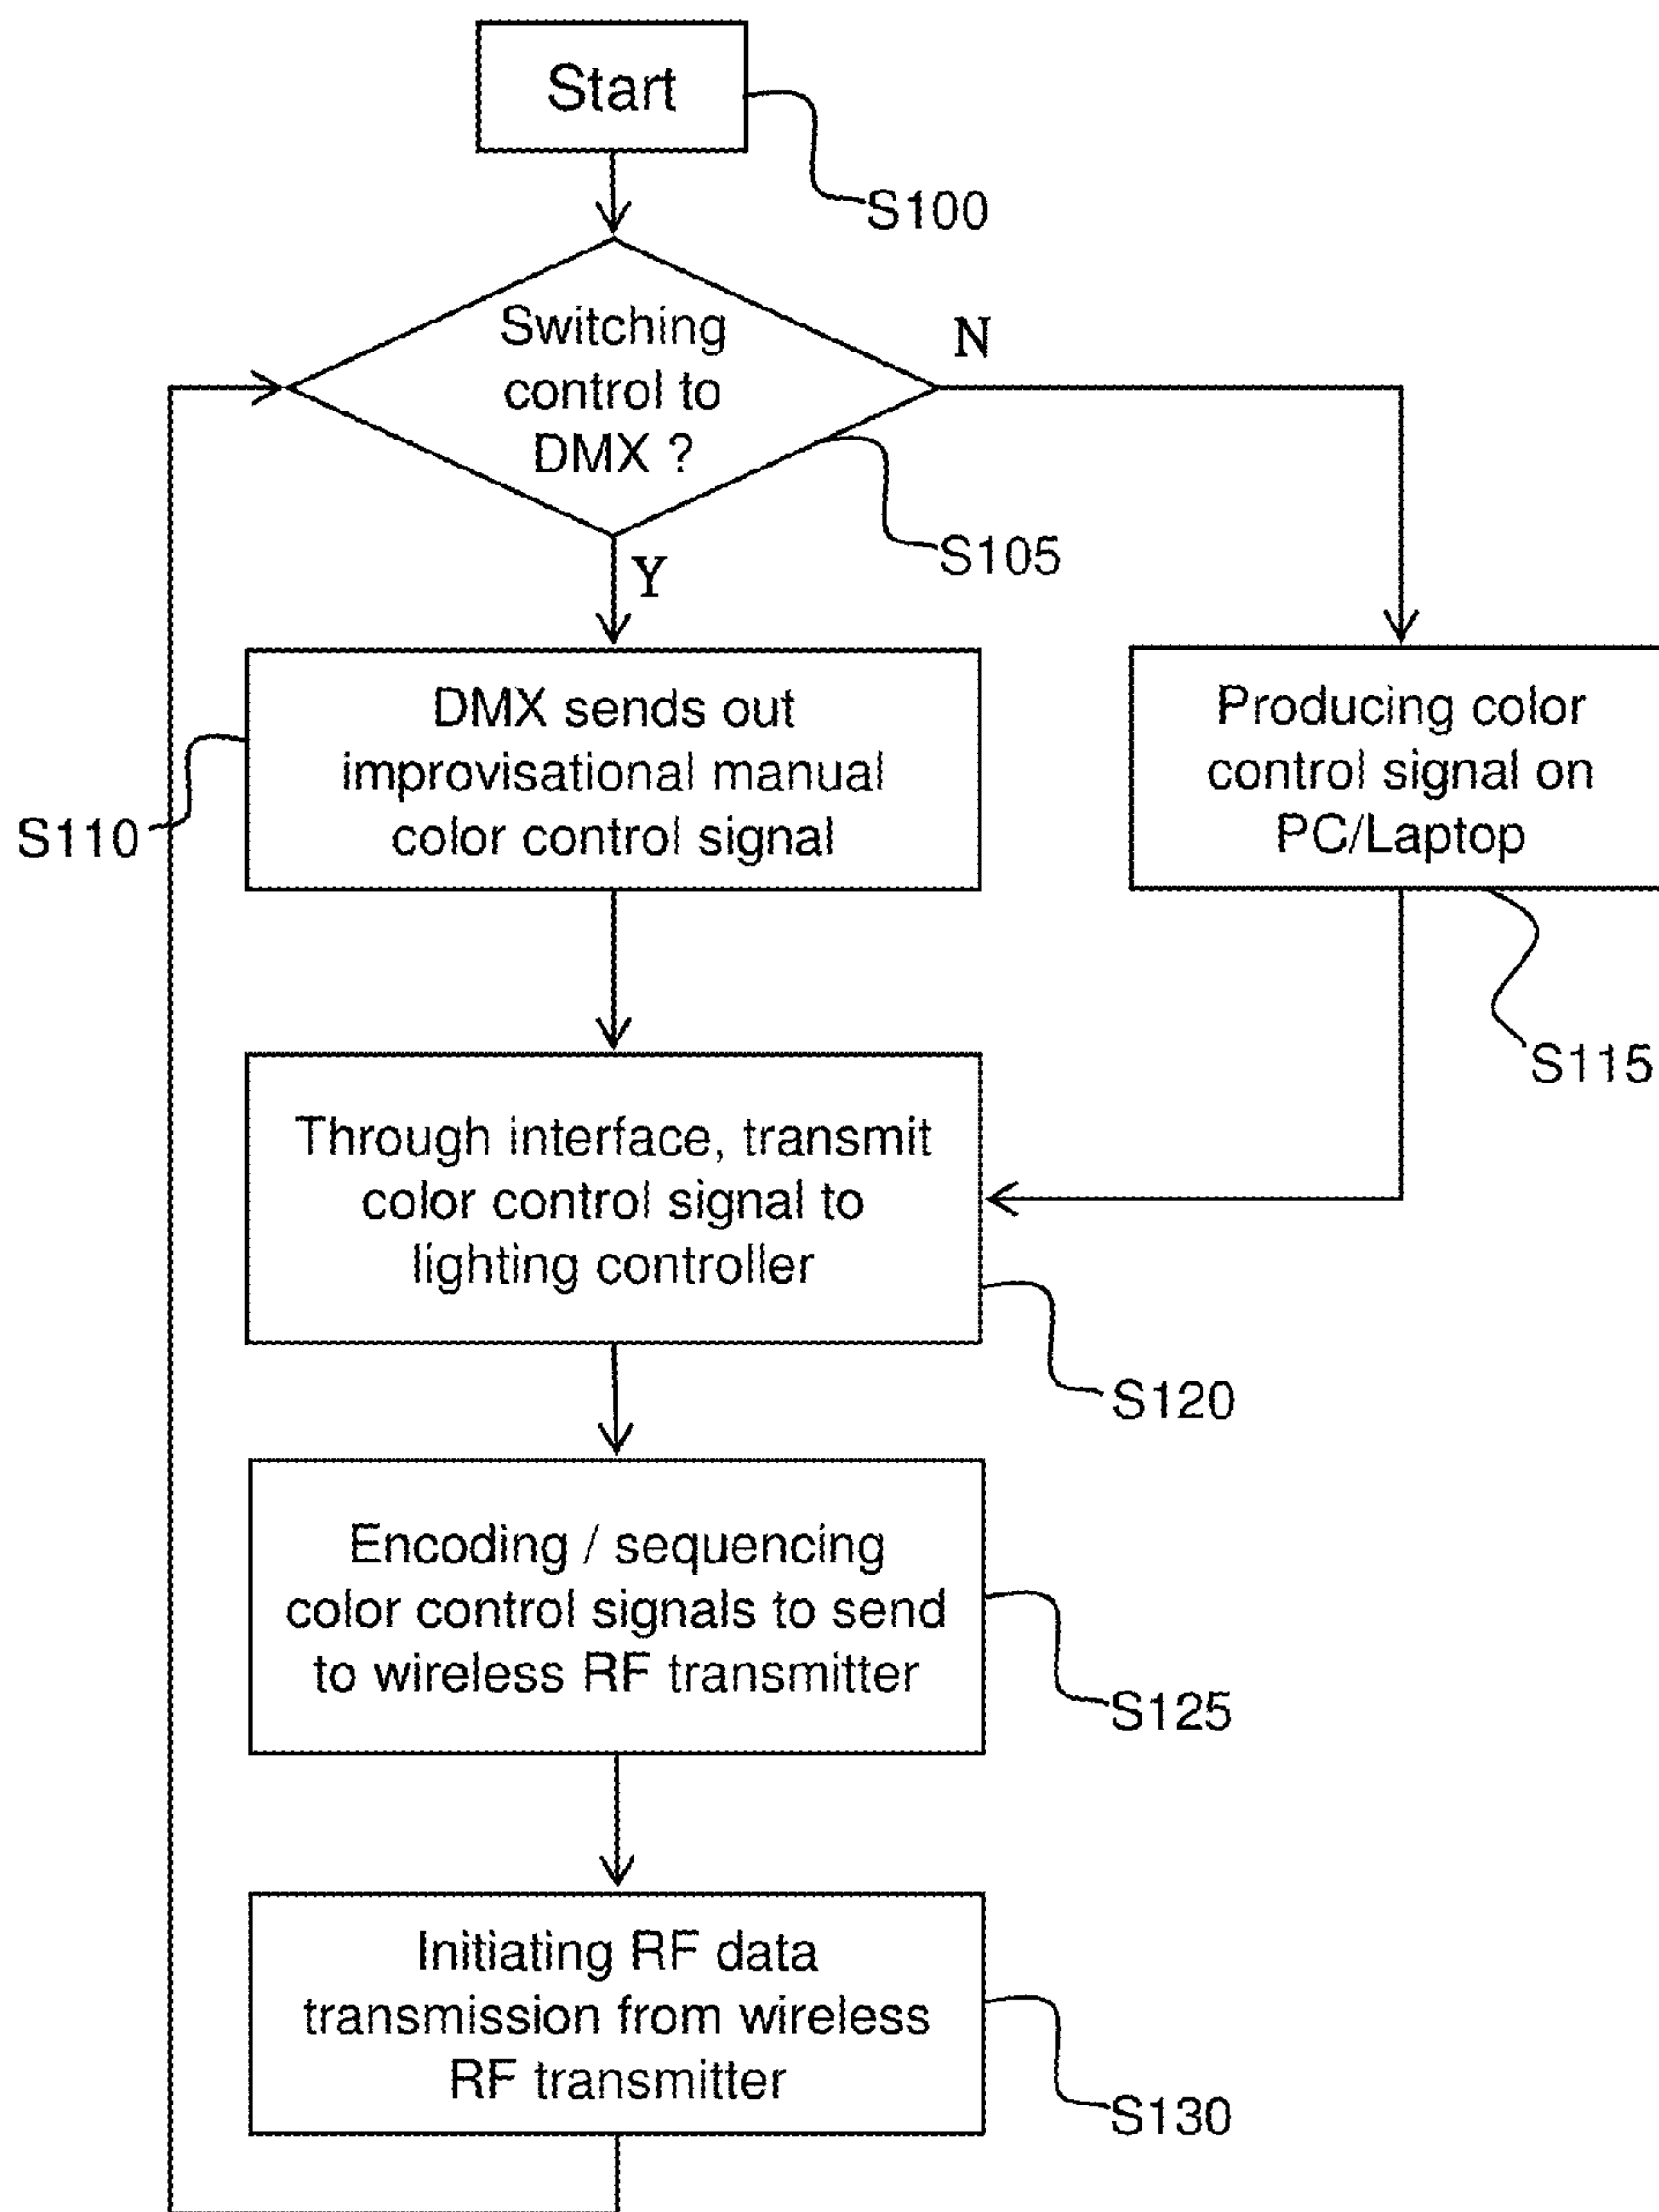 Start
S100
Switching
control to
DMX ?
N
S105
Y
DMX sends out
improvisational manual
color control signal
S110
Producing color
control signal on
PC/Laptop
S115
Through interface, transmit
color control signal to
lighting controller
S120
Encoding / sequencing
color control signals to send
to wireless RF transmitter
S125
Initiating RF data
transmission from wireless
RF transmitter
S130